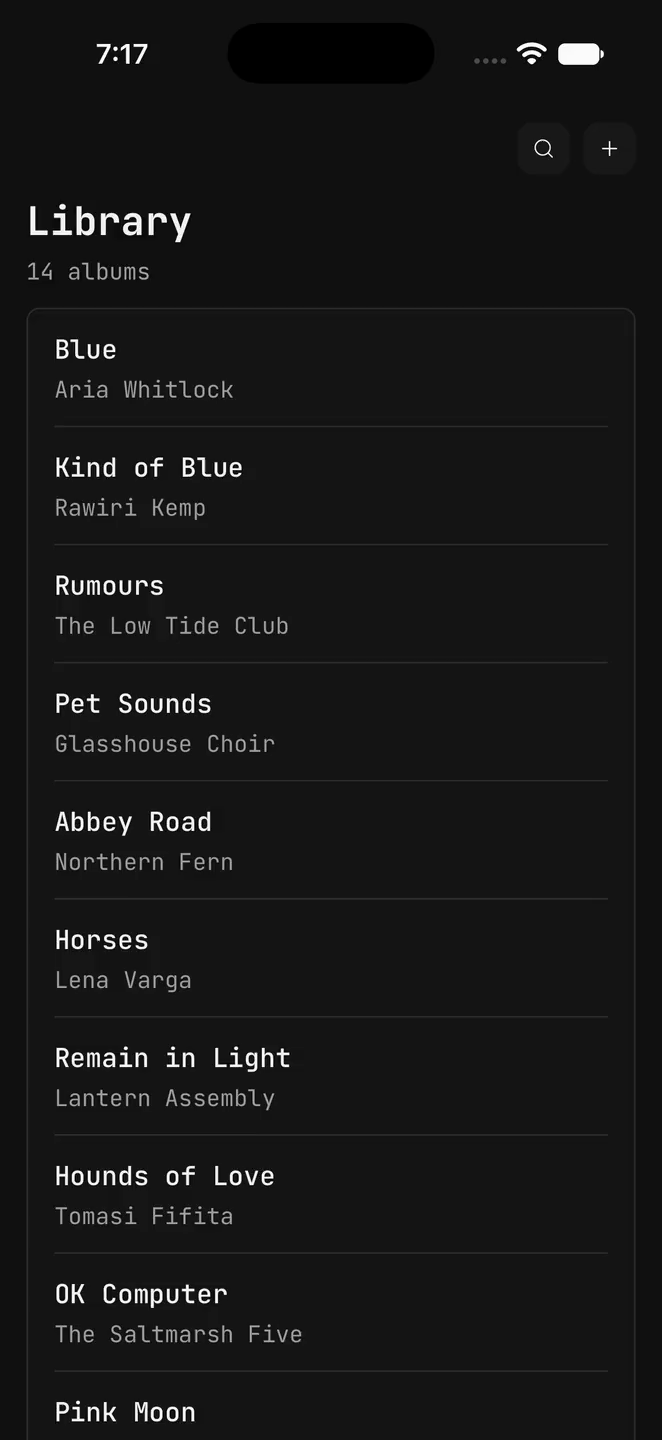 7:17
Library
14 albums
Blue
Aria Whitlock
Kind of Blue
Rawiri Kemp
Rumours
The Low Tide Club
Pet Sounds
Glasshouse Choir
Abbey Road
Northern Fern
Horses
Lena Varga
Remain in Light
Lantern Assembly
Hounds of Love
Tomasi Fifita
OK Computer
The Saltmarsh Five
Pink Moon